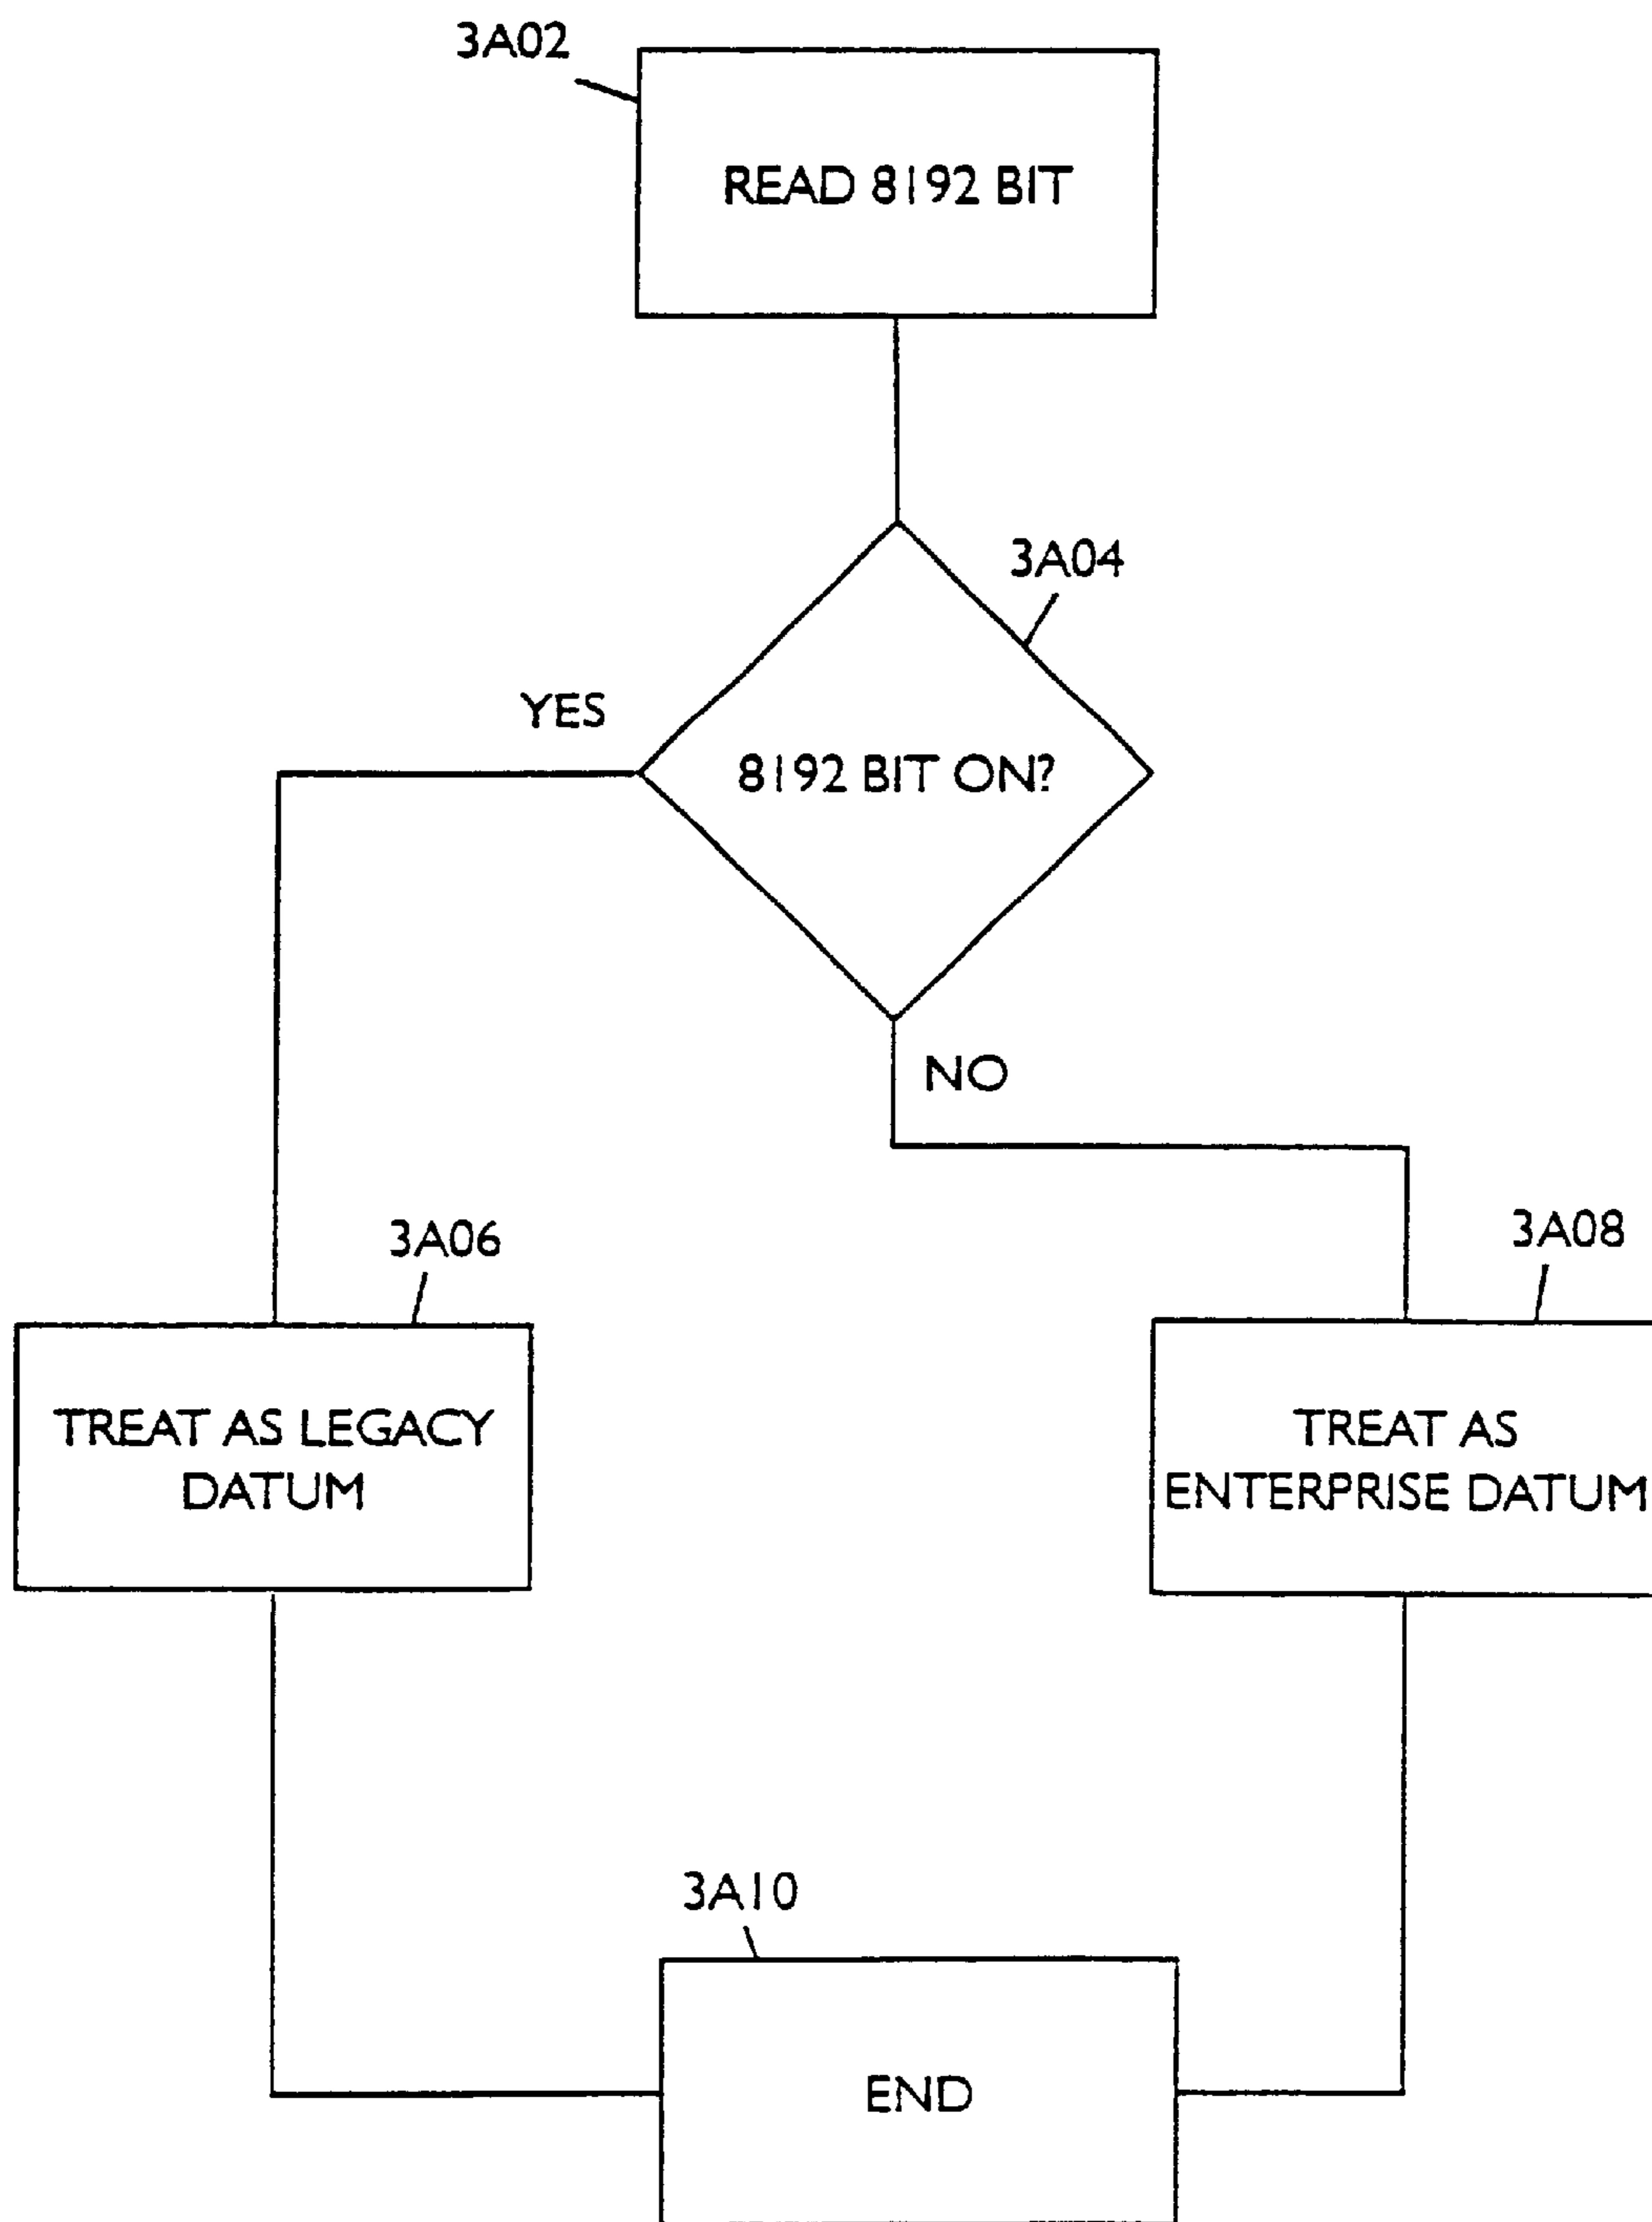 3A02
READ 8192 BIT
3A04
YES
8192 BIT ON?
NO
3A06
3A08
TREAT AS LEGACY
DATUM
TREAT AS
ENTERPRISE DATUM
3A10
END